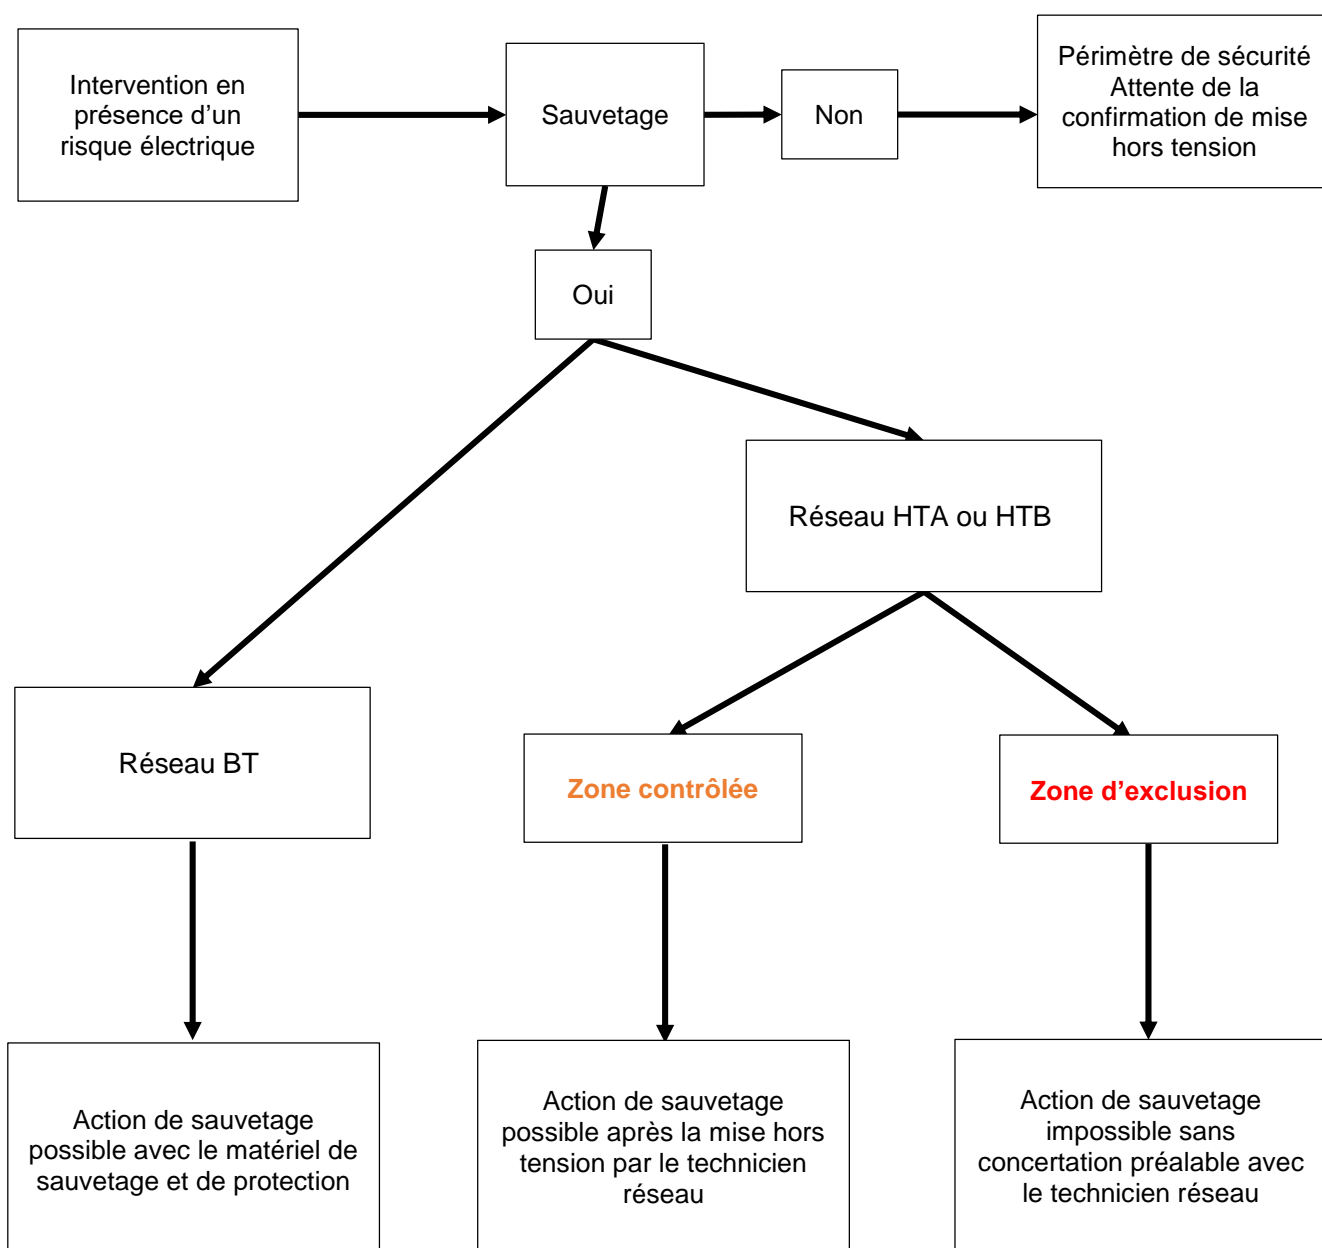 Intervention en
présence d’un
risque électrique
Sauvetage
Non
Périmètre de sécurité
Attente de la
confirmation de mise
hors tension
Oui
Réseau HTA ou HTB
Réseau BT
Zone contrôlée
Zone d’exclusion
Action de sauvetage
possible avec le matériel de
sauvetage et de protection
Action de sauvetage
possible après la mise hors
tension par le technicien
réseau
Action de sauvetage
impossible sans
concertation préalable avec
le technicien réseau